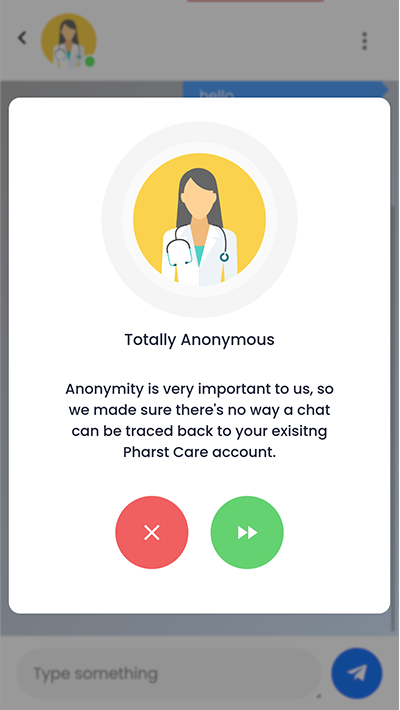 hello
Totally Anonymous
Anonymity is very important to us, so
we made sure there's no way a chat
can be traced back to your exisitng
Pharst Care account.
Type something